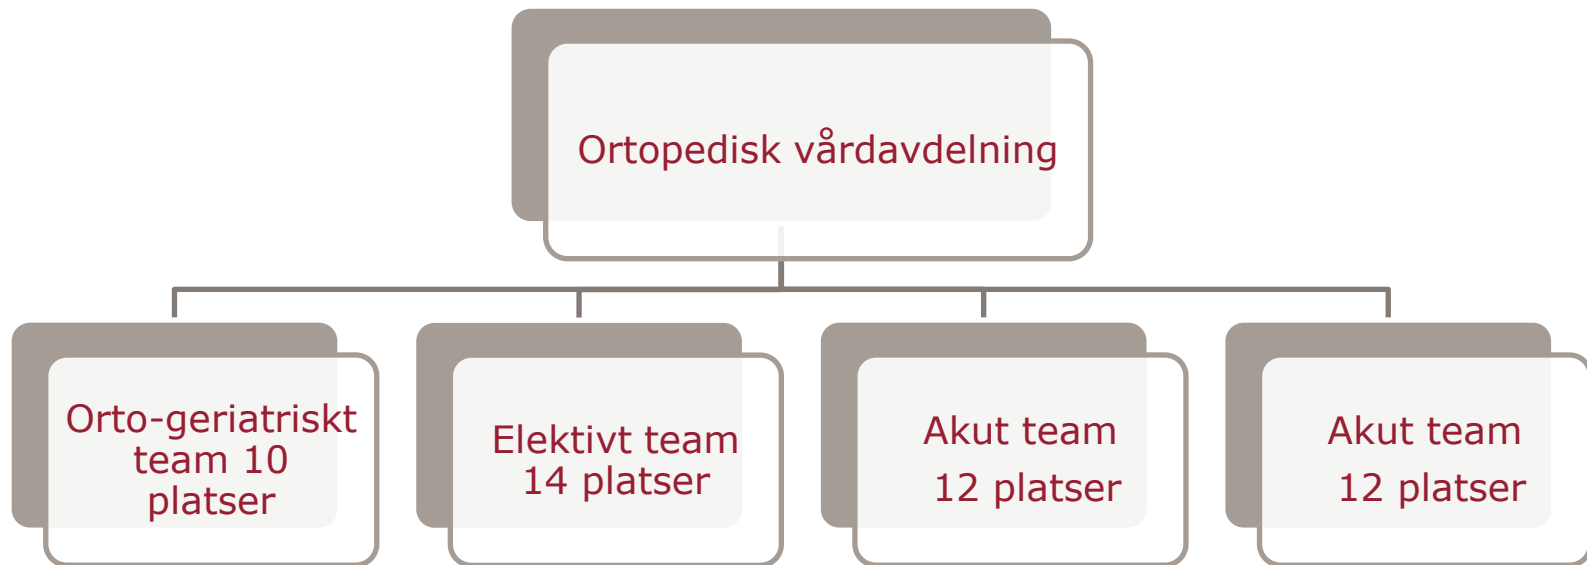 Ortopedisk vårdavdelning
Orto-geriatriskt
team 10
platser
Elektivt team
14 platser
Akut team
12 platser
Akut team
12 platser